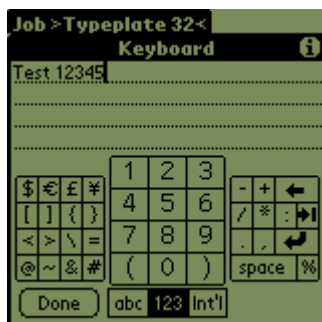 Job >Typeplate 32<
Keyboard i
Test 12345
1 2 3
$ € £ ¥ - + ←
4 5 6
[ ] { } / * :
7 8 9
< > \ = . ,
( 0 )
@ ~ & # space %
Done abc 123 Int'l